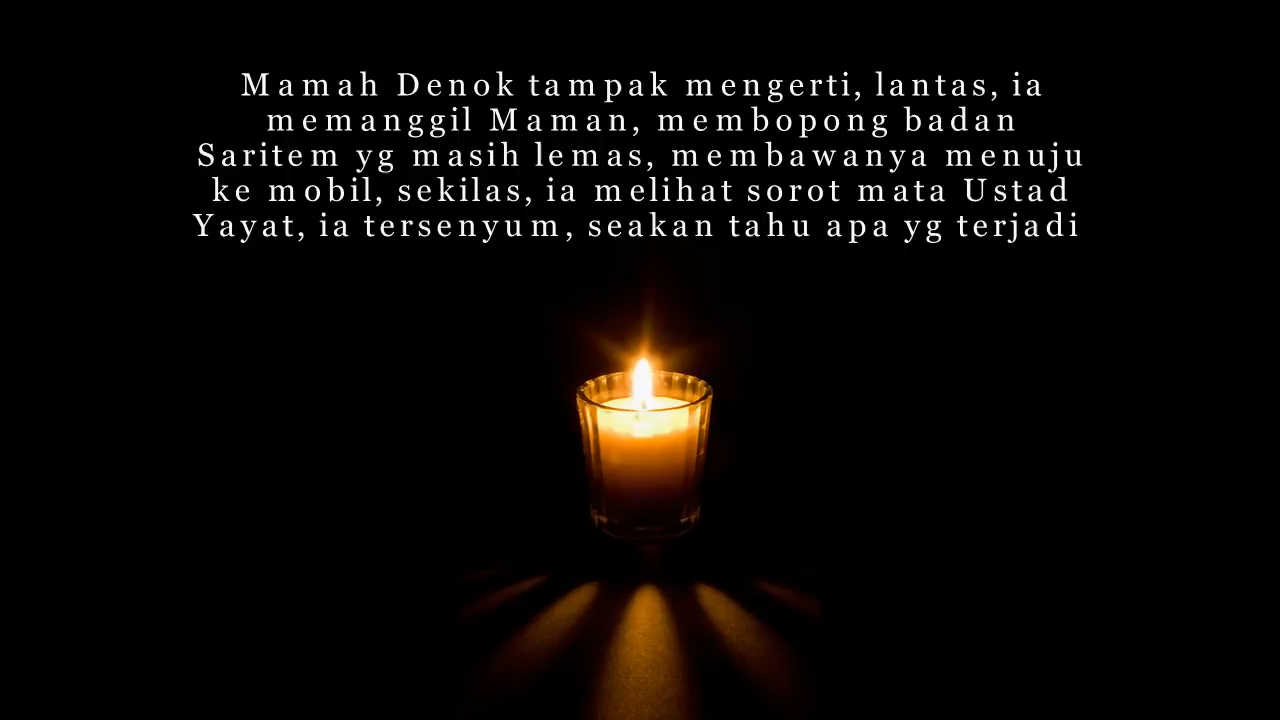 Mamah Denok tampak mengerti, lantas, ia
memanggil Maman, membopong badan
Saritem yg masih lemas, membawanya menuju
ke mobil, sekilas, ia melihat sorot mata Ustad
Yayat, ia tersenyum, seakan tahu apa yg terjadi